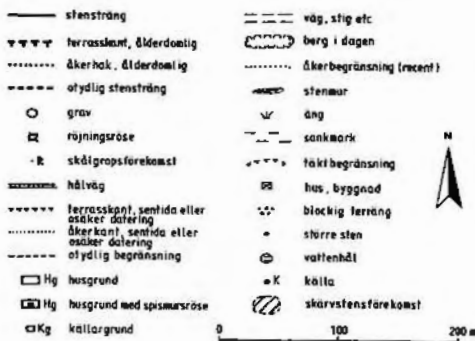 stensträng
terrasskant, ålderdomlig
åkerhak, ålderdomlig
otydlig stensträng
grav
röjningsröse
R skålgropsförekomst
hålväg
terrasskant, sentida eller
osäker datering
åkerkant, sentida eller
osäker datering
otydlig begränsning
Hg husgrund
Hg husgrund med spismursröse
Kg källargrund
väg, stig etc
berg i dagen
åkerbegränsning (recent)
stenmur
äng
sankmark
täktbegränsning
hus, byggnad
blockig terräng
större sten
vattenhål
K källa
skärvstensförekomst
N
0 100 200 m